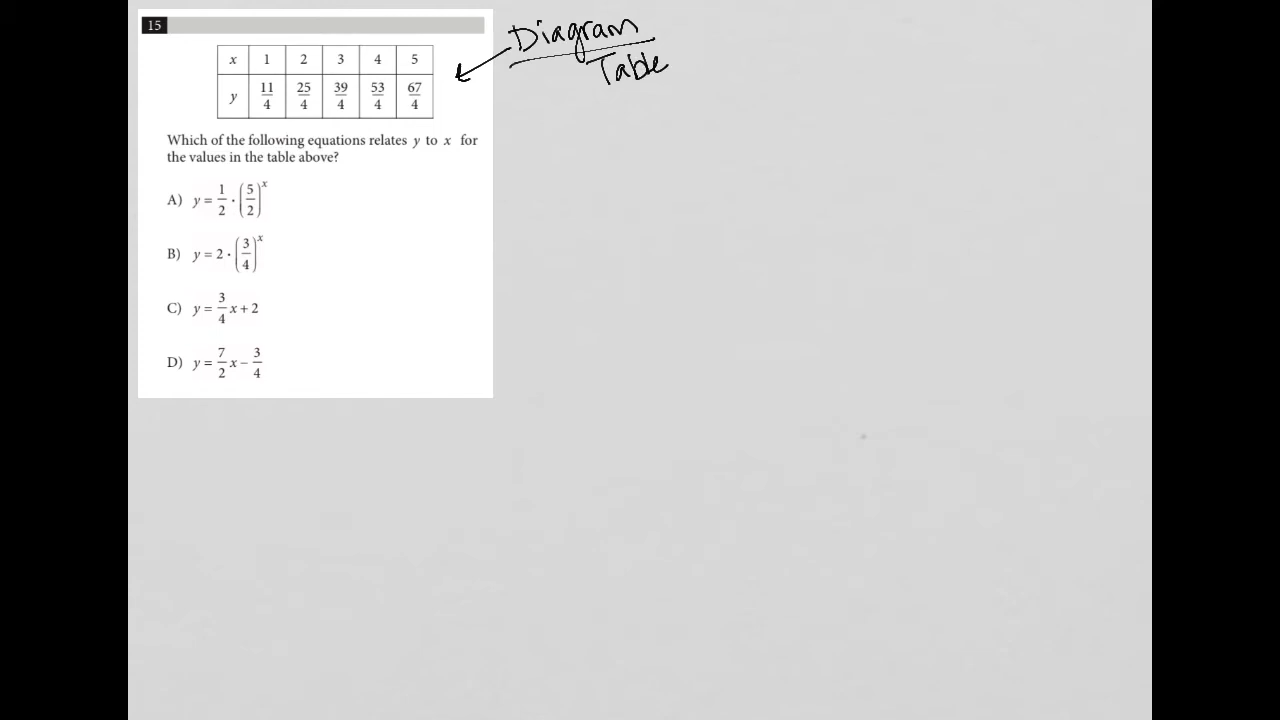 15
x 1 2 3 4 5
y 11/4 25/4 39/4 53/4 67/4
Diagram
Table
Which of the following equations relates y to x for
the values in the table above?
A) y = 1/2 · (5/2)^x
B) y = 2 · (3/4)^x
C) y = 3/4 x + 2
D) y = 7/2 x − 3/4